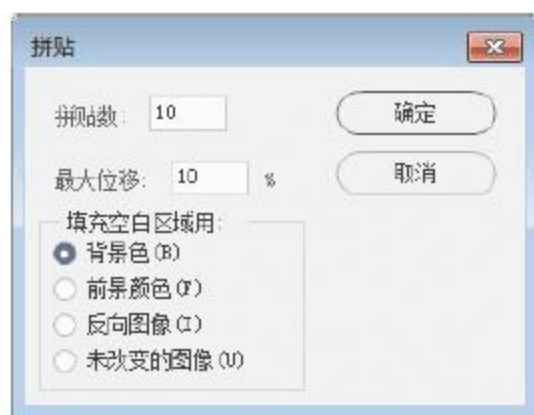 拼贴
拼贴数: 10
确定
最大位移: 10 %
取消
填充空白区域用:
背景色(B)
前景颜色(F)
反向图像(I)
未改变的图像(U)